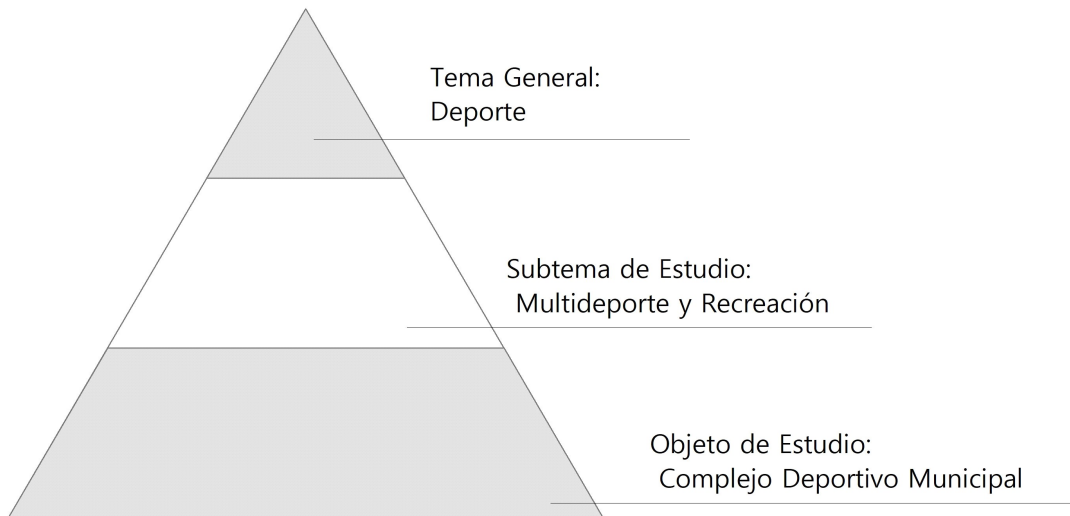 Tema General:
Deporte
Subtema de Estudio:
Multideporte y Recreación
Objeto de Estudio:
Complejo Deportivo Municipal